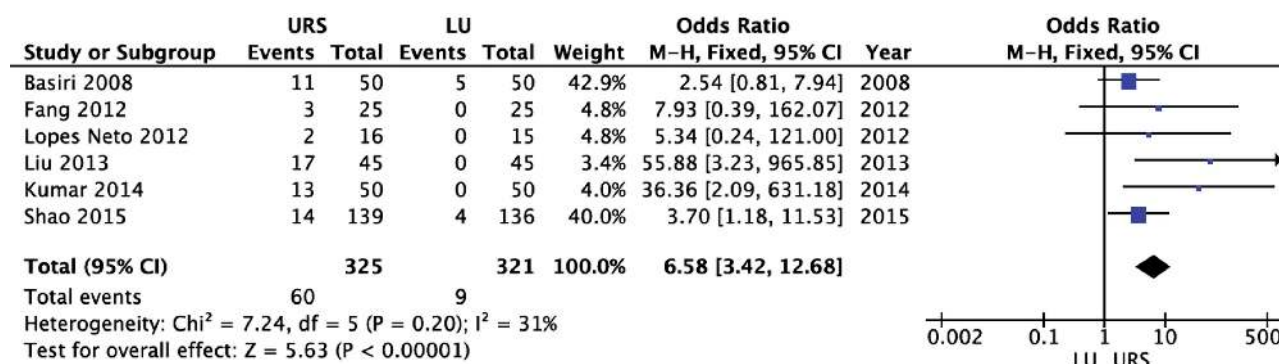 URS LU Odds Ratio Odds Ratio
Study or Subgroup Events Total Events Total Weight M-H, Fixed, 95% CI Year M-H, Fixed, 95% CI
Basiri 2008 11 50 5 50 42.9% 2.54 [0.81, 7.94] 2008
Fang 2012 3 25 0 25 4.8% 7.93 [0.39, 162.07] 2012
Lopes Neto 2012 2 16 0 15 4.8% 5.34 [0.24, 121.00] 2012
Liu 2013 17 45 0 45 3.4% 55.88 [3.23, 965.85] 2013
Kumar 2014 13 50 0 50 4.0% 36.36 [2.09, 631.18] 2014
Shao 2015 14 139 4 136 40.0% 3.70 [1.18, 11.53] 2015
Total (95% CI) 325 321 100.0% 6.58 [3.42, 12.68]
Total events 60 9
Heterogeneity: Chi² = 7.24, df = 5 (P = 0.20); I² = 31%
Test for overall effect: Z = 5.63 (P < 0.00001)
0.002 0.1 1 10 500
LU URS